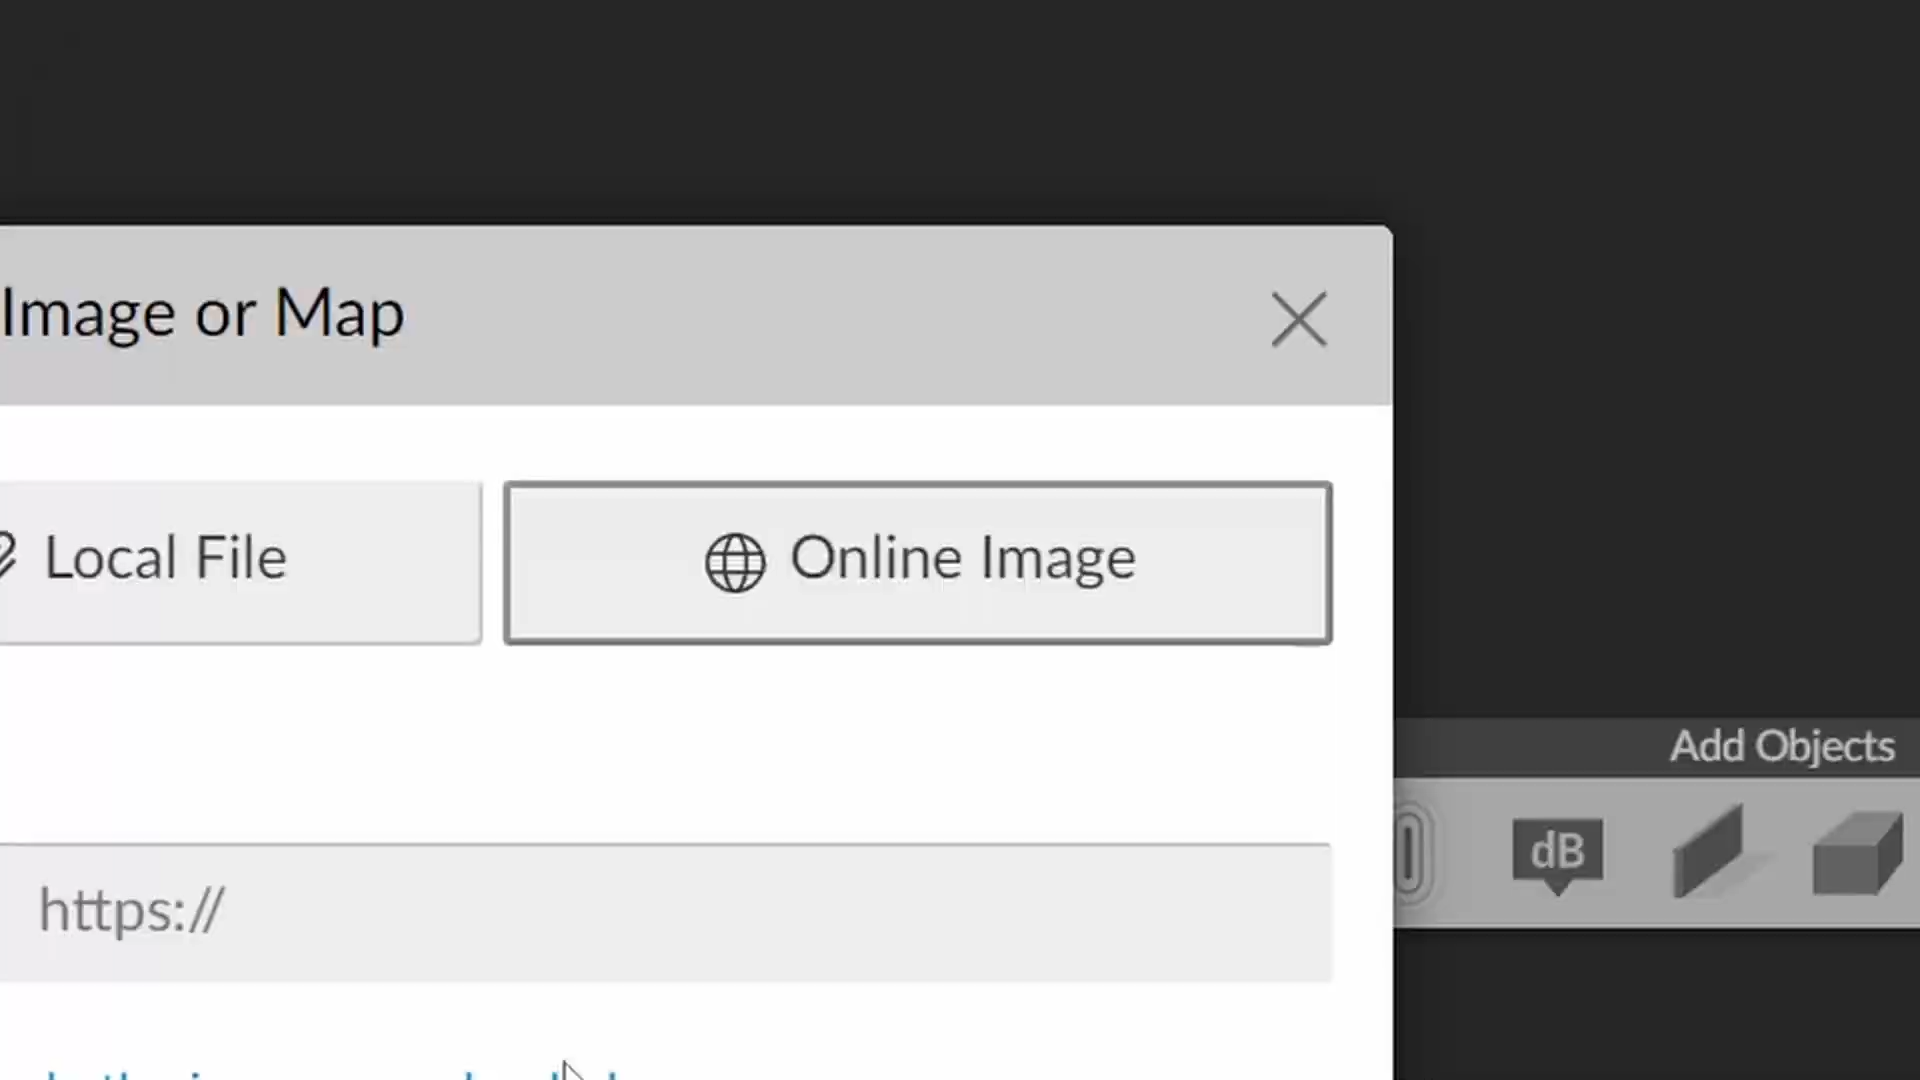 Image or Map
Local File
Online Image
https://
Add Objects
dB